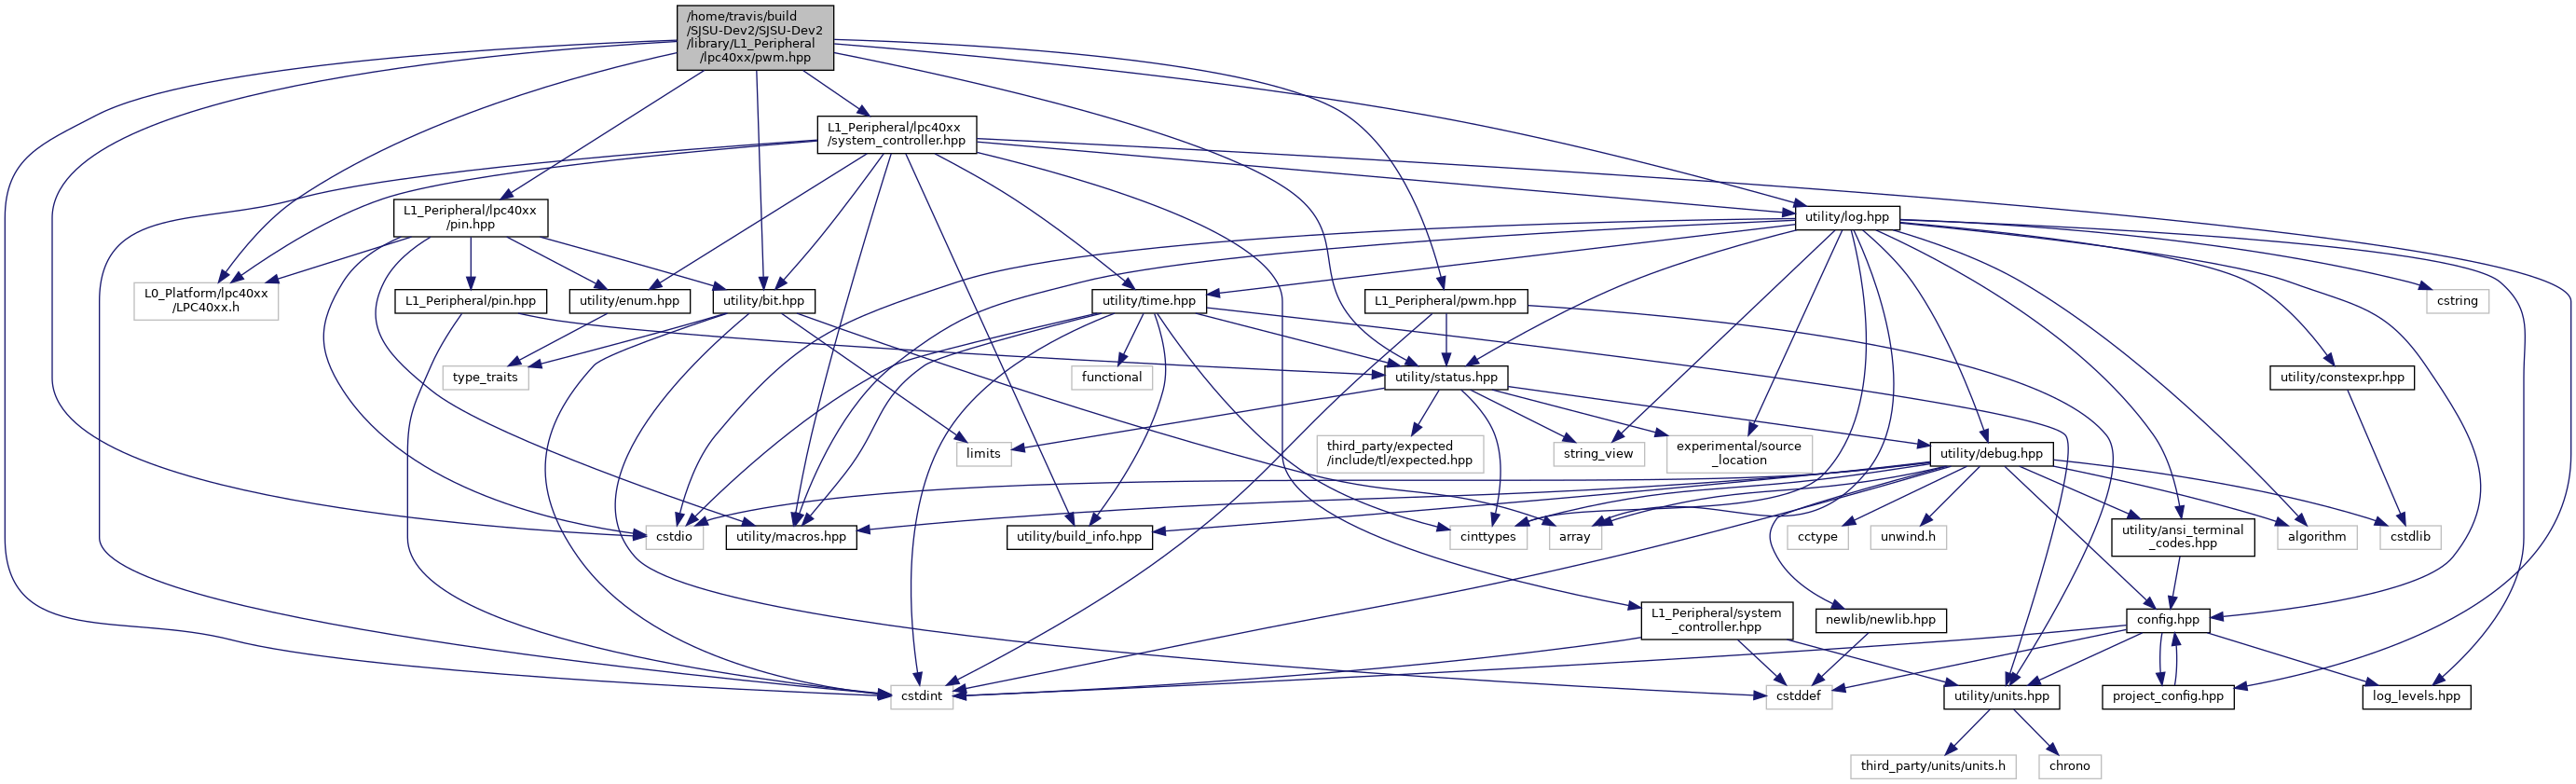 /home/travis/build
/SJSU-Dev2/SJSU-Dev2
/library/L1_Peripheral
/lpc40xx/pwm.hpp
L1_Peripheral/lpc40xx
/system_controller.hpp
L1_Peripheral/lpc40xx
/pin.hpp
utility/log.hpp
L0_Platform/lpc40xx
/LPC40xx.h
L1_Peripheral/pin.hpp
utility/enum.hpp
utility/bit.hpp
utility/time.hpp
L1_Peripheral/pwm.hpp
cstring
type_traits
functional
utility/status.hpp
utility/constexpr.hpp
limits
third_party/expected
/include/tl/expected.hpp
string_view
experimental/source
_location
utility/debug.hpp
cstdio
utility/macros.hpp
utility/build_info.hpp
cinttypes
array
cctype
unwind.h
utility/ansi_terminal
_codes.hpp
algorithm
cstdlib
L1_Peripheral/system
_controller.hpp
newlib/newlib.hpp
config.hpp
cstdint
cstddef
utility/units.hpp
project_config.hpp
log_levels.hpp
third_party/units/units.h
chrono